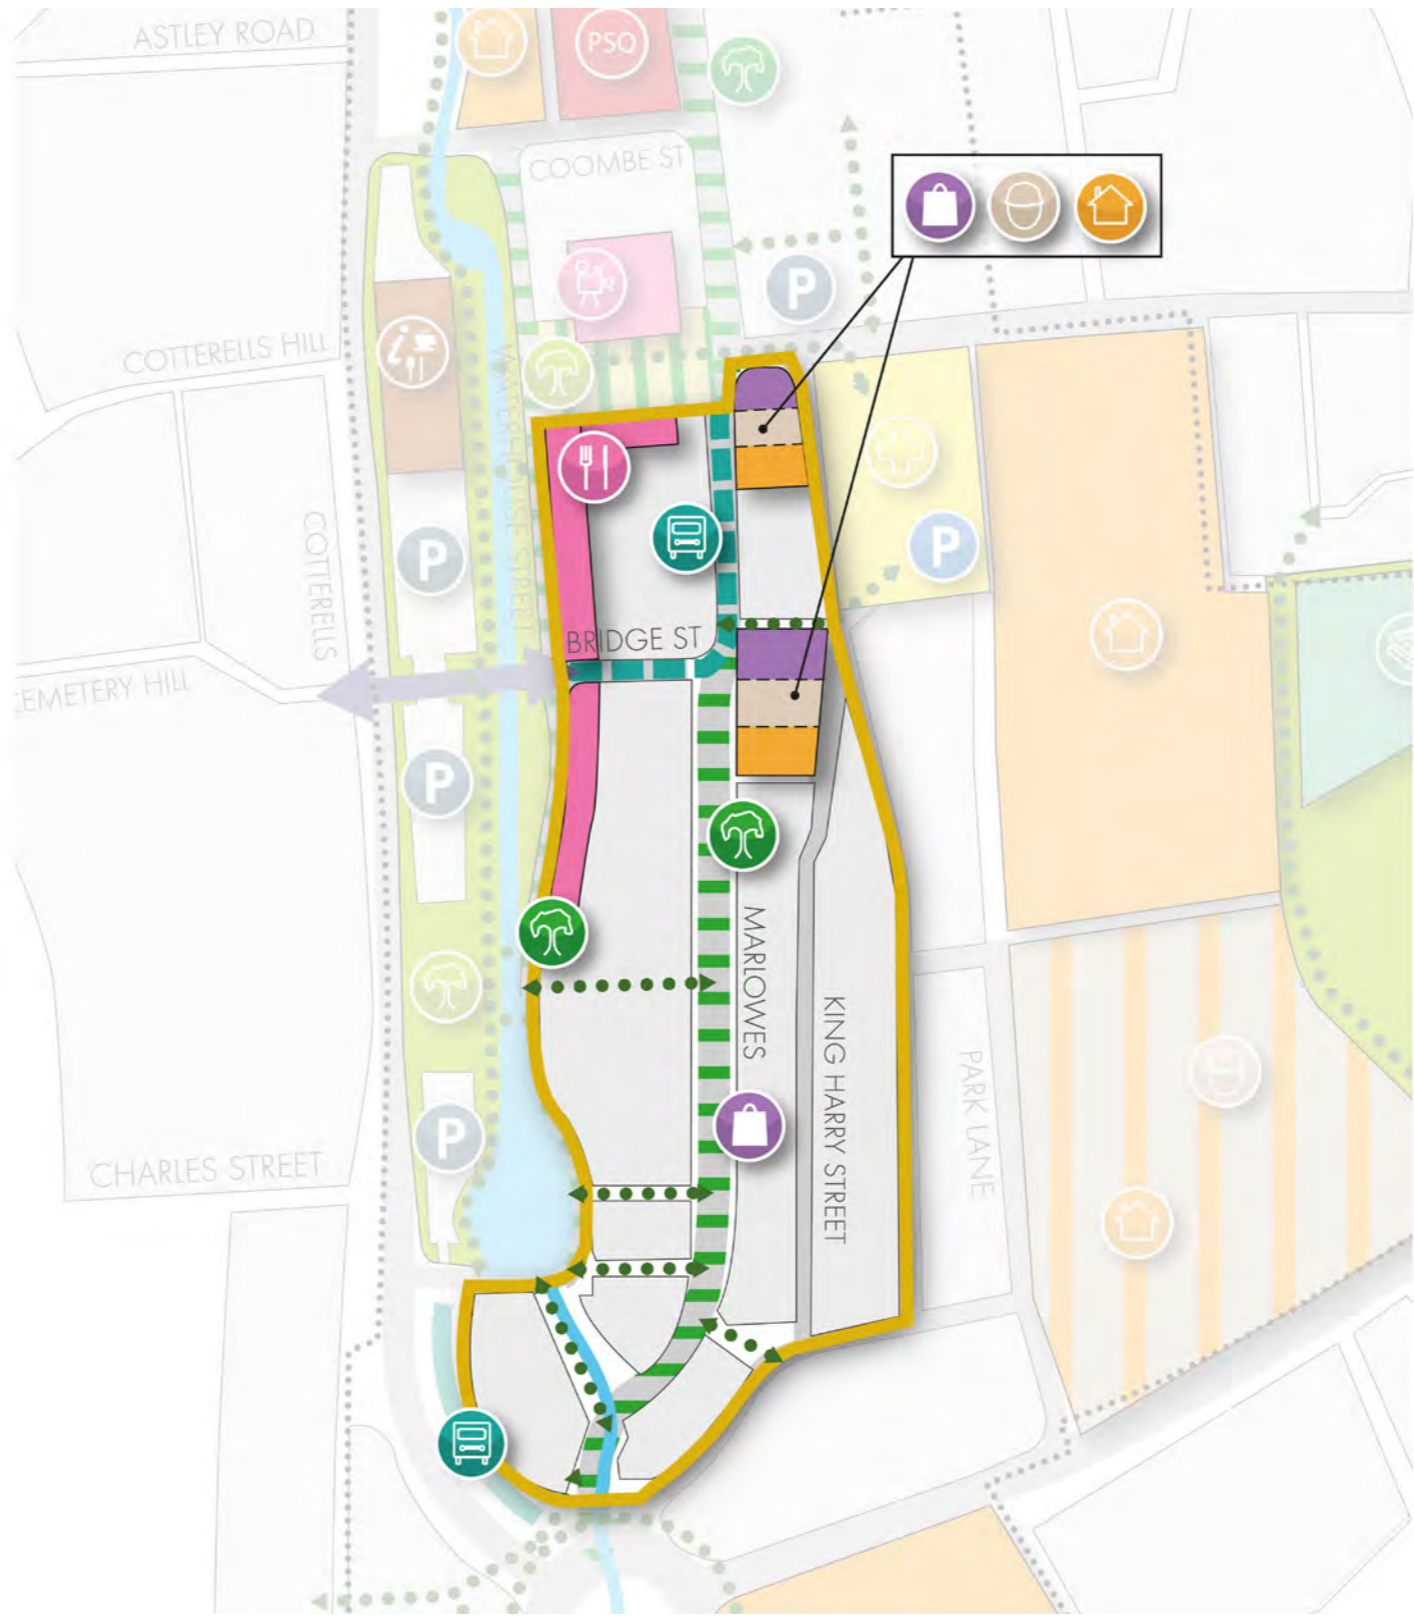 ASTLEY ROAD
PSQ
COOMBE ST
P
COTTERELLS HILL
i
WATERHOUSE STREET
COTTERELLS
P
P
BRIDGE ST
CEMETERY HILL
P
MARLOWES
KING HARRY STREET
PARK LANE
H
P
CHARLES STREET